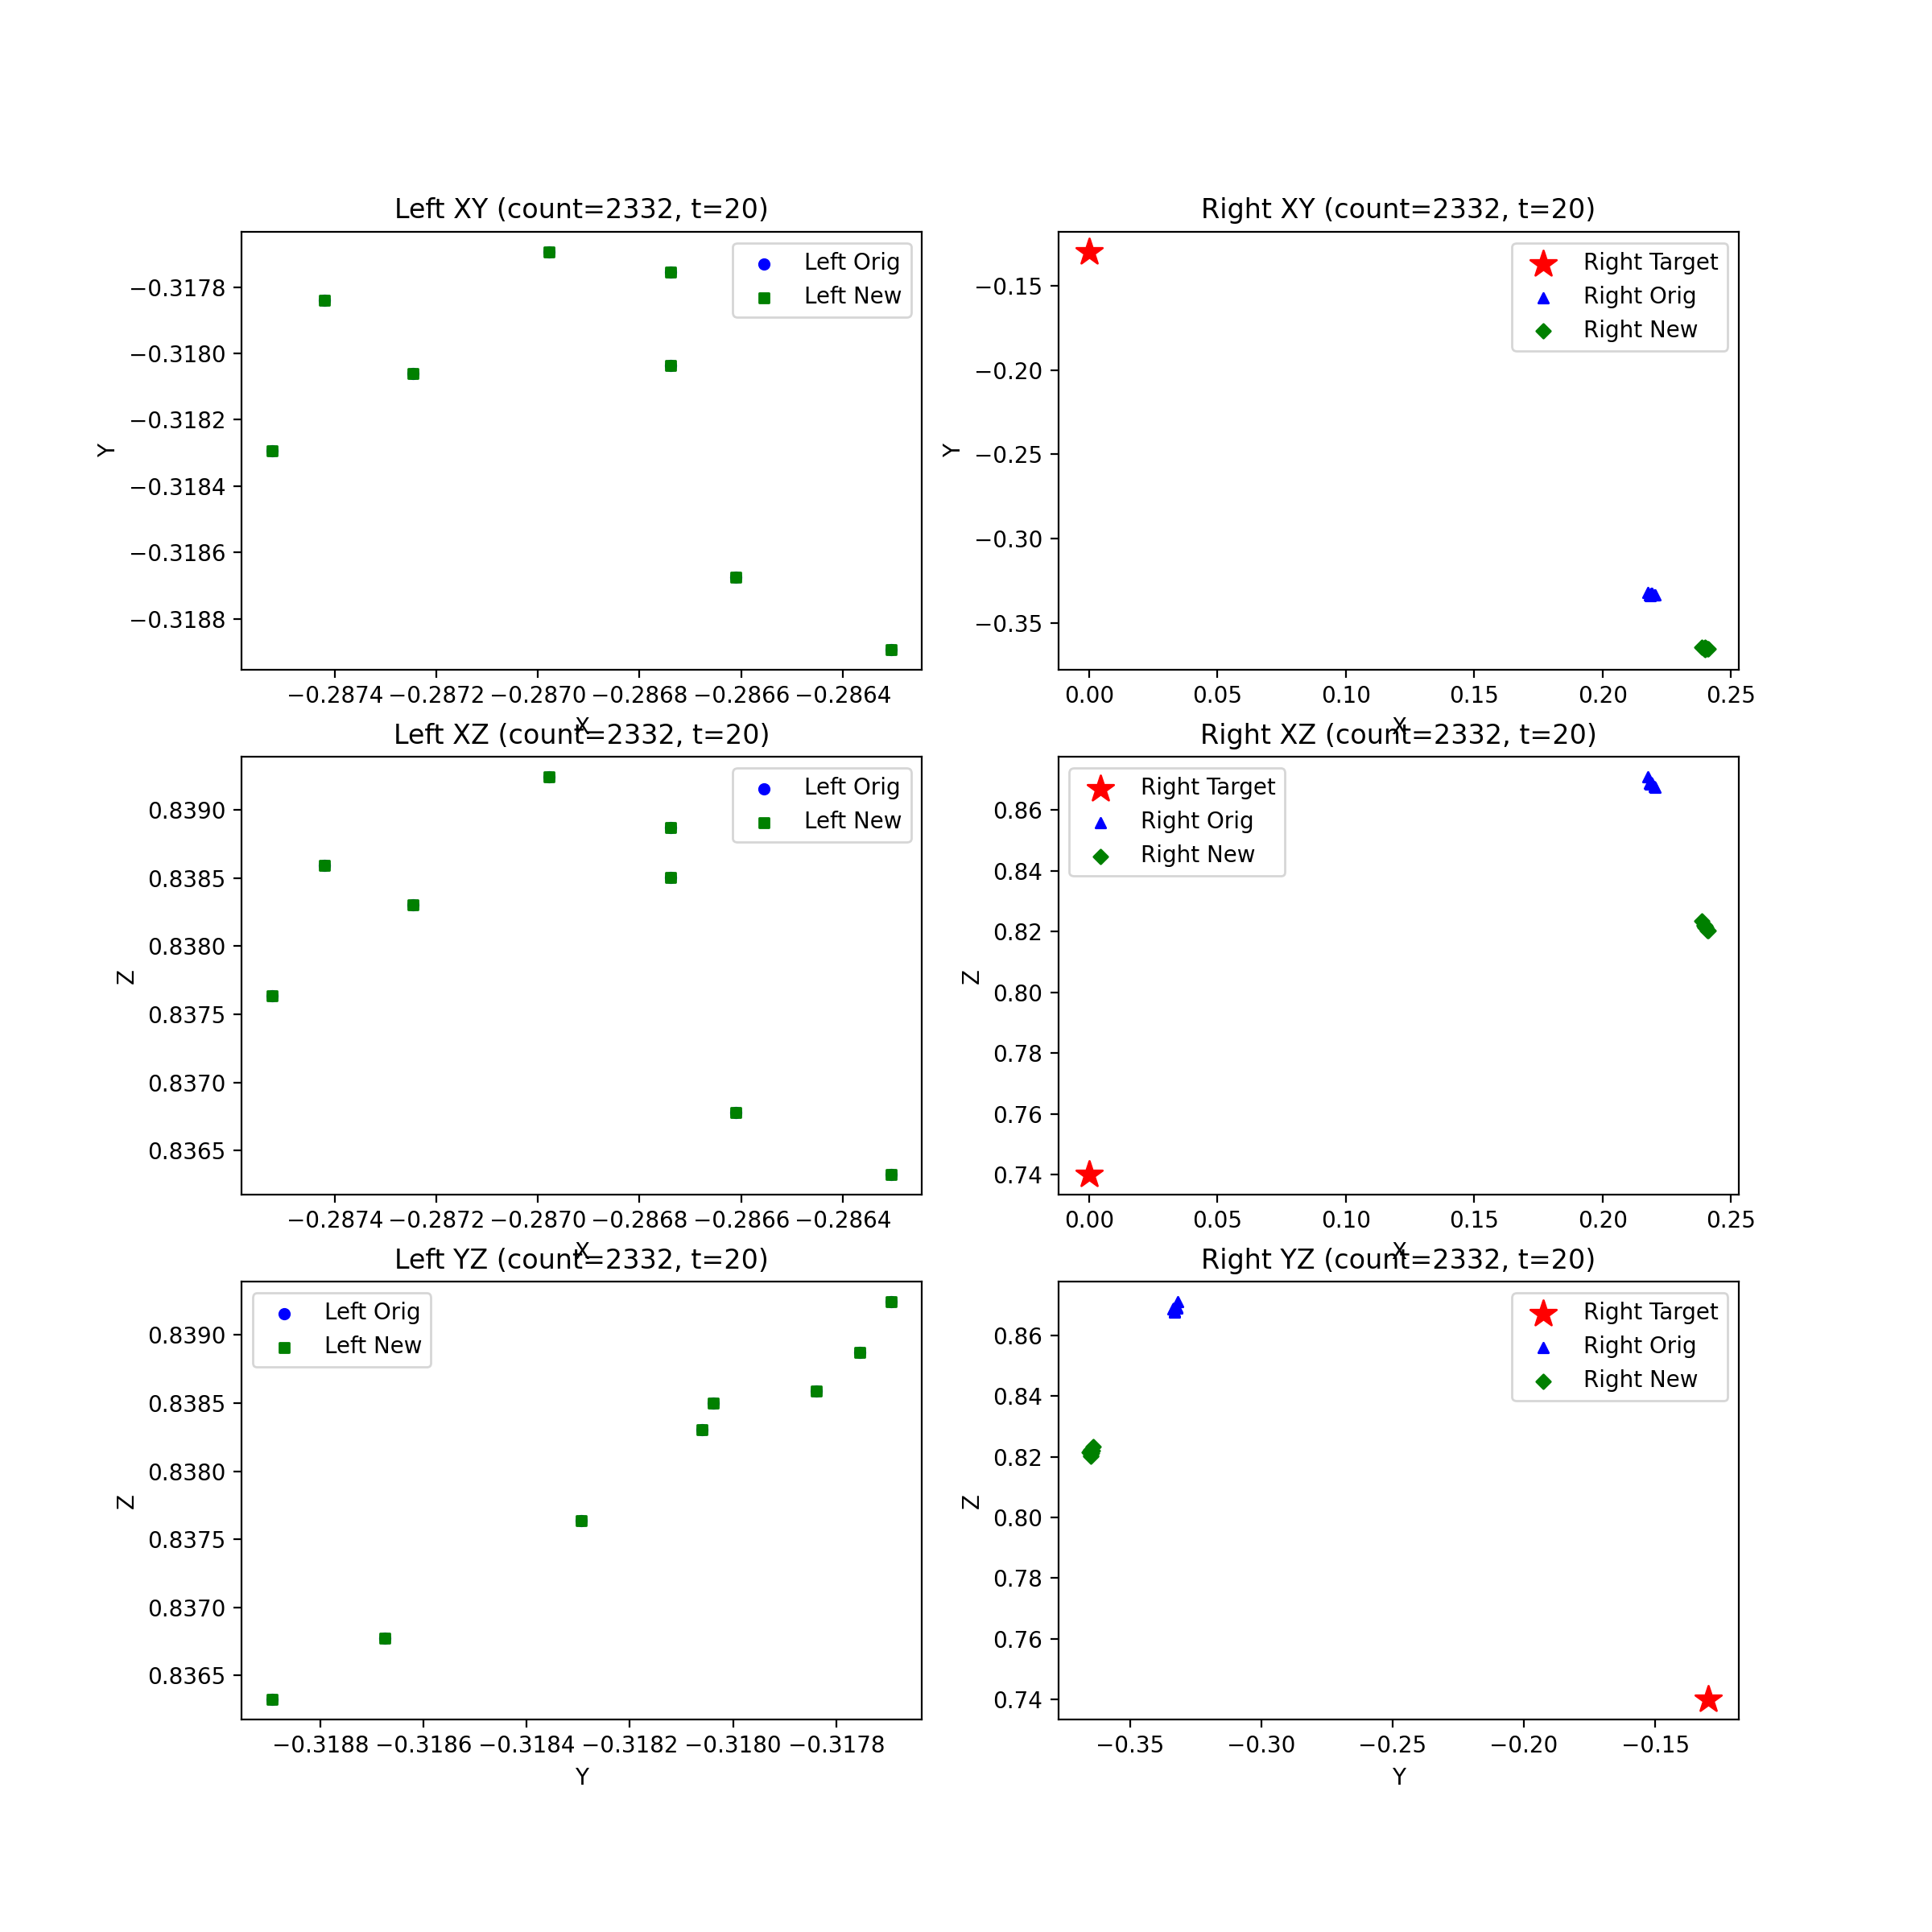 Left XY (count=2332, t=20)
Y
−0.3178
−0.3180
−0.3182
−0.3184
−0.3186
−0.3188
Left Orig
Left New
−0.2874 −0.2872 −0.2870 −0.2868 −0.2866 −0.2864
X
Right XY (count=2332, t=20)
Y
−0.15
−0.20
−0.25
−0.30
−0.35
Right Target
Right Orig
Right New
0.00 0.05 0.10 0.15 0.20 0.25
X
Left XZ (count=2332, t=20)
Z
0.8390
0.8385
0.8380
0.8375
0.8370
0.8365
Left Orig
Left New
−0.2874 −0.2872 −0.2870 −0.2868 −0.2866 −0.2864
X
Right XZ (count=2332, t=20)
Z
0.86
0.84
0.82
0.80
0.78
0.76
0.74
Right Target
Right Orig
Right New
0.00 0.05 0.10 0.15 0.20 0.25
X
Left YZ (count=2332, t=20)
Z
0.8390
0.8385
0.8380
0.8375
0.8370
0.8365
Left Orig
Left New
−0.3188 −0.3186 −0.3184 −0.3182 −0.3180 −0.3178
Y
Right YZ (count=2332, t=20)
Z
0.86
0.84
0.82
0.80
0.78
0.76
0.74
Right Target
Right Orig
Right New
−0.35 −0.30 −0.25 −0.20 −0.15
Y